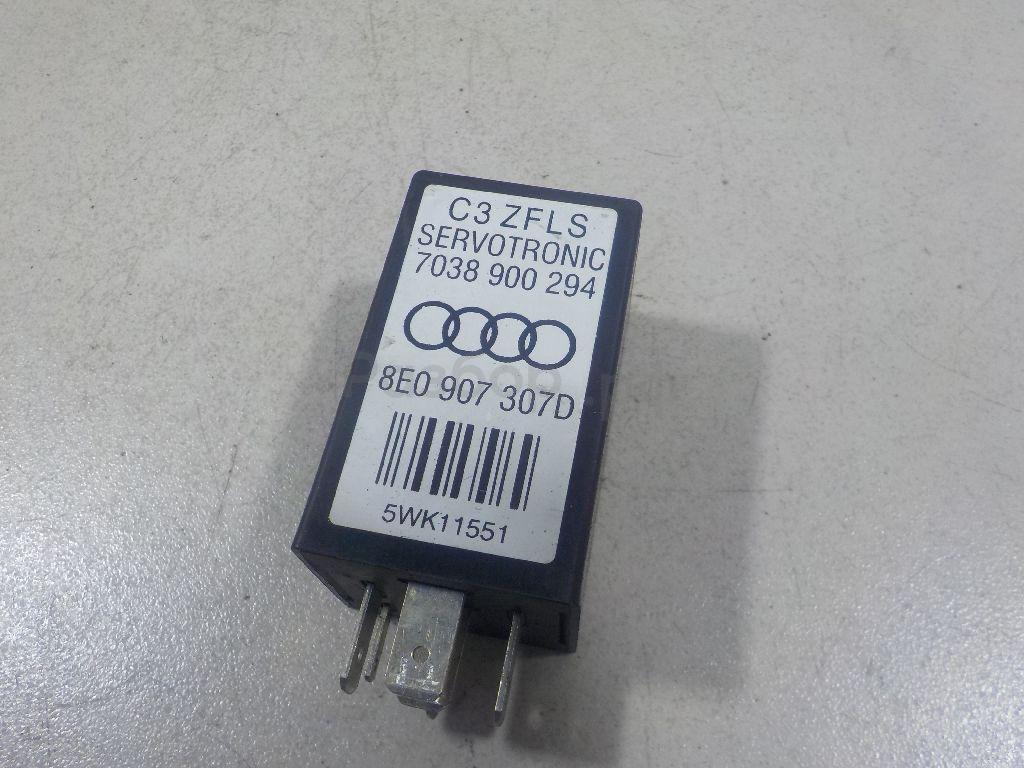 C3 ZFLS
SERVOTRONIC
7038 900 294
8E0 907 307D
5WK11551